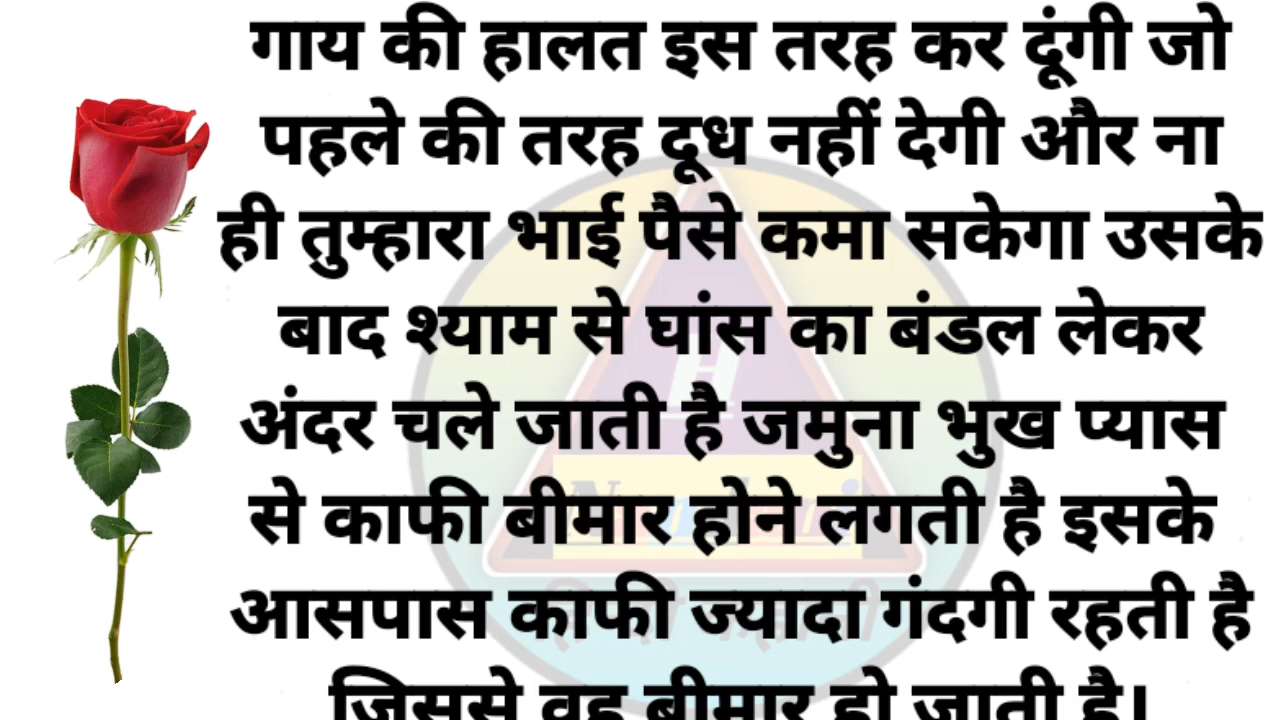 गाय की हालत इस तरह कर दूंगी जो
पहले की तरह दूध नहीं देगी और ना
ही तुम्हारा भाई पैसे कमा सकेगा उसके
बाद श्याम से घांस का बंडल लेकर
अंदर चले जाती है जमुना भुख प्यास
से काफी बीमार होने लगती है इसके
आसपास काफी ज्यादा गंदगी रहती है
जिससे वह बीमार हो जाती है।